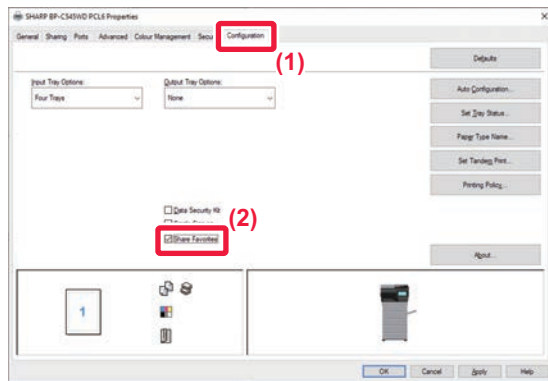 SHARP BP-C545WD PCL6 Properties
General Sharing Ports Advanced Colour Management Secu Configuration
(1)
Defaults
Input Tray Options: Output Tray Options:
Four Trays None
Auto Configuration...
Set Tray Status...
Paper Type Name...
Set Tandem Print...
Printing Policy...
Data Security Kit
(2)
Share Favorites
About...
1
OK Cancel Apply Help